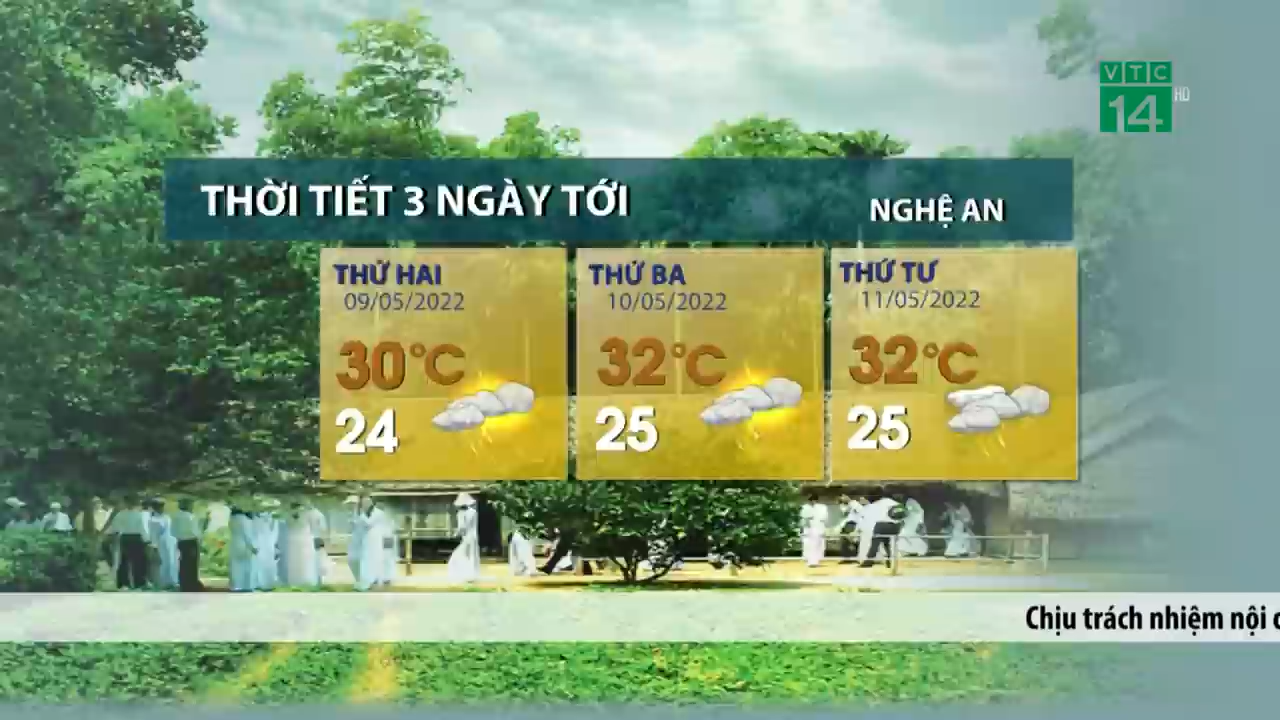 VTC
14 HD
THỜI TIẾT 3 NGÀY TỚI
NGHỆ AN
THỨ HAI
09/05/2022
30°C
24
THỨ BA
10/05/2022
32°C
25
THỨ TƯ
11/05/2022
32°C
25
Chịu trách nhiệm nội